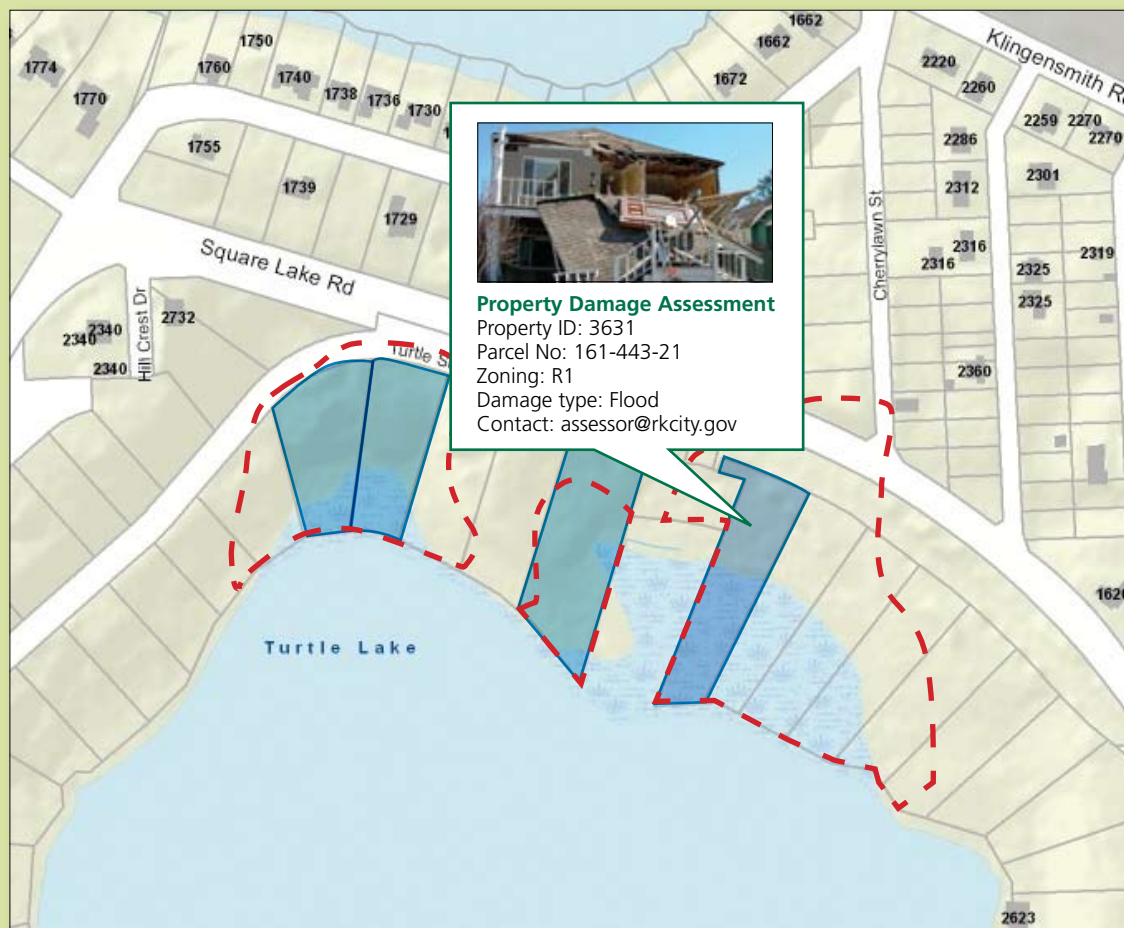 1662
1662
1750
1774
1760
1740
1770
1738
1736
1730
1672
2220
Klingensmith
2260
2259
2270
2270
1755
2286
2301
1739
2312
1729
Cherrylawn St
2316
2316
2319
2325
2325
Square Lake Rd
Hill Crest Dr
2732
2340
2340
2340
2360
Turtle
Property Damage Assessment
Property ID: 3631
Parcel No: 161-443-21
Zoning: R1
Damage type: Flood
Contact: assessor@rkcity.gov
1620
Turtle Lake
2623